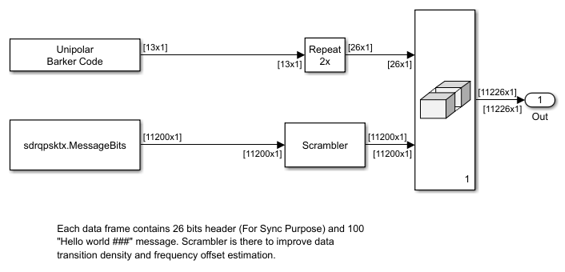 Unipolar
Barker Code
[13x1]
[13x1]
Repeat
2x
[26x1]
[26x1]
sdrqpsktx.MessageBits
[11200x1]
[11200x1]
Scrambler
[11200x1]
[11200x1]
1
[11226x1]
[11226x1]
1
Out
Each data frame contains 26 bits header (For Sync Purpose) and 100
"Hello world ###" message. Scrambler is there to improve data
transition density and frequency offset estimation.